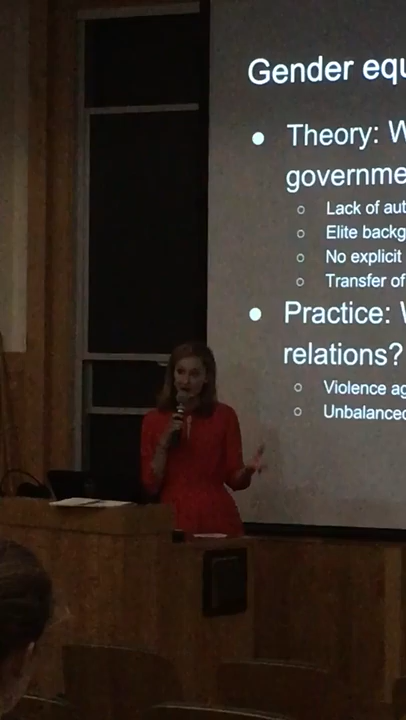 Gender equ
Theory: W
governme
Lack of aut
Elite backg
No explicit
Transfer of
Practice: W
relations?
Violence ag
Unbalanced